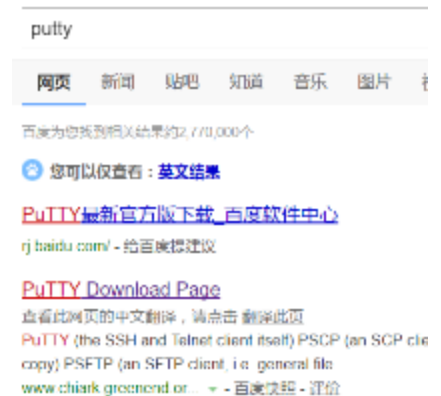 putty
网页 新闻 贴吧 知道 音乐 图片
百度为您找到相关结果约2,770,000个
您可以仅查看：英文结果
PuTTY最新官方版下载_百度软件中心
rj.baidu.com/ - 给百度提建议
PuTTY Download Page
查看此网页的中文翻译，请点击 翻译此页
PuTTY (the SSH and Telnet client itself) PSCP (an SCP clie
copy) PSFTP (an SFTP client, i.e. general file
www.chiark.greenend.or... - 百度快照 - 评价